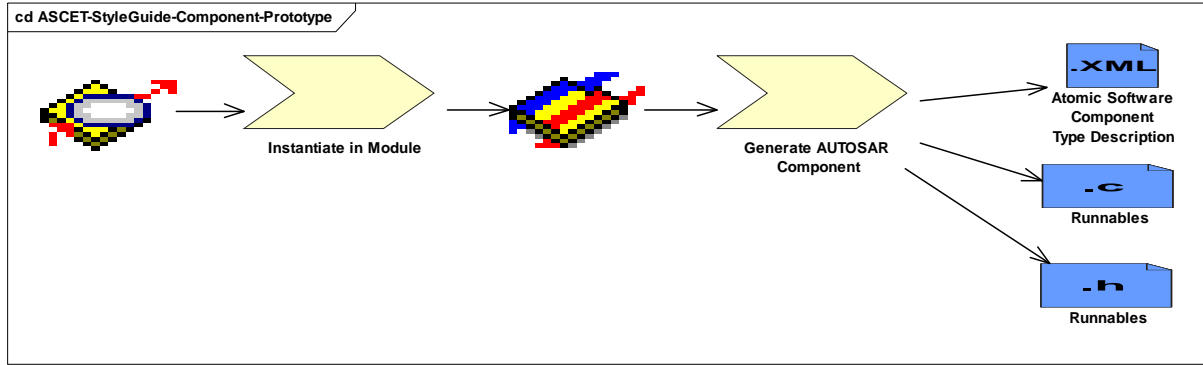 cd ASCET-StyleGuide-Component-Prototype
Instantiate in Module
Generate AUTOSAR
Component
.XML
Atomic Software
Component
Type Description
.c
Runnables
.h
Runnables